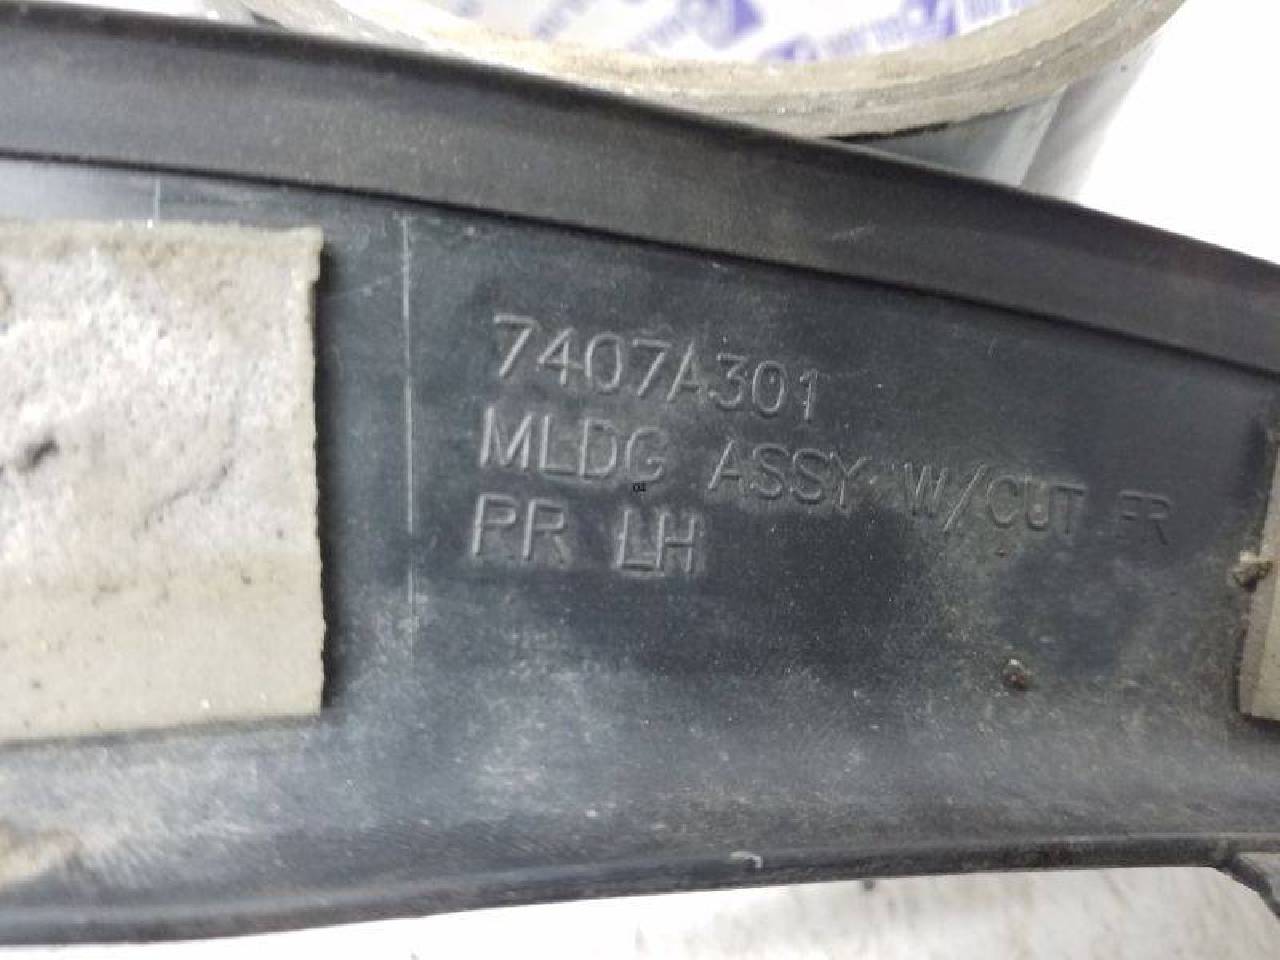 7407A301
MLDG ASSY W/CUT FR
PR LH